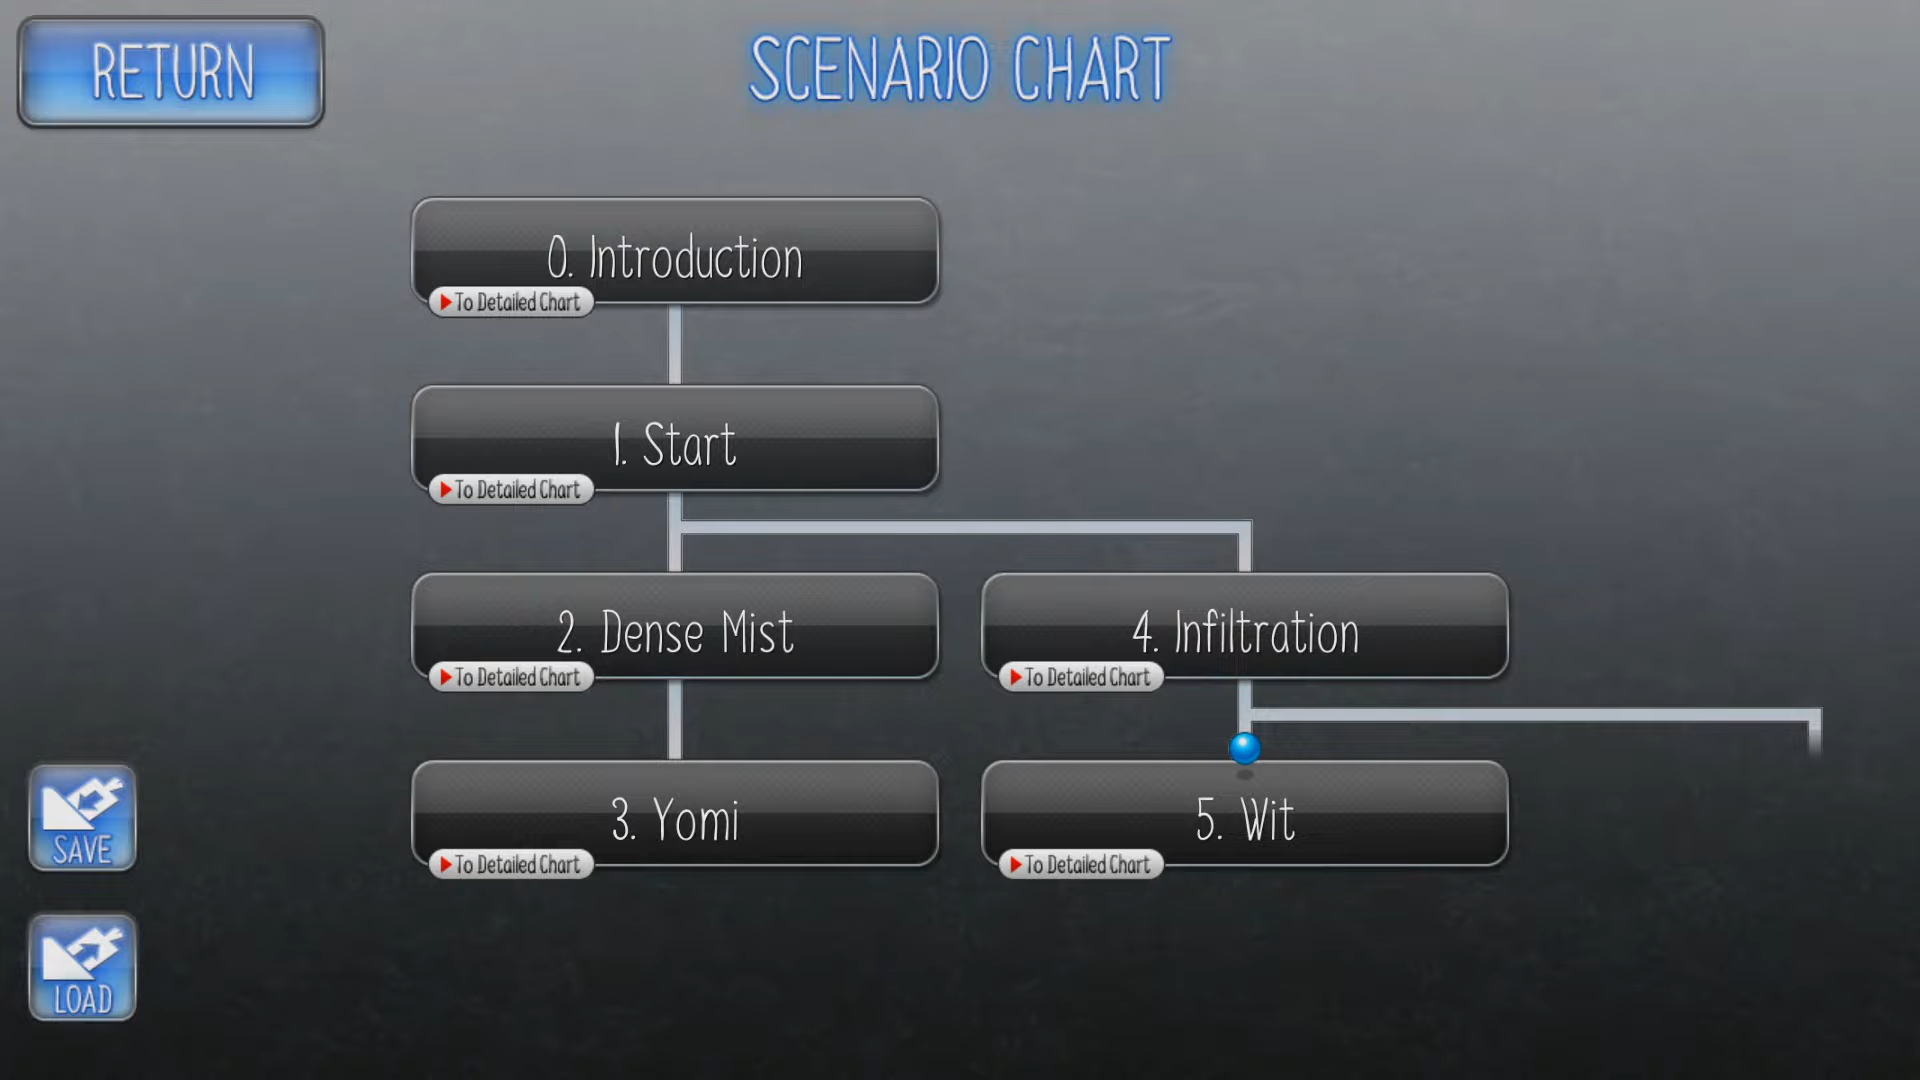 RETURN
SCENARIO CHART
0. Introduction
To Detailed Chart
1. Start
To Detailed Chart
2. Dense Mist
To Detailed Chart
4. Infiltration
To Detailed Chart
3. Yomi
To Detailed Chart
5. Wit
To Detailed Chart
SAVE
LOAD